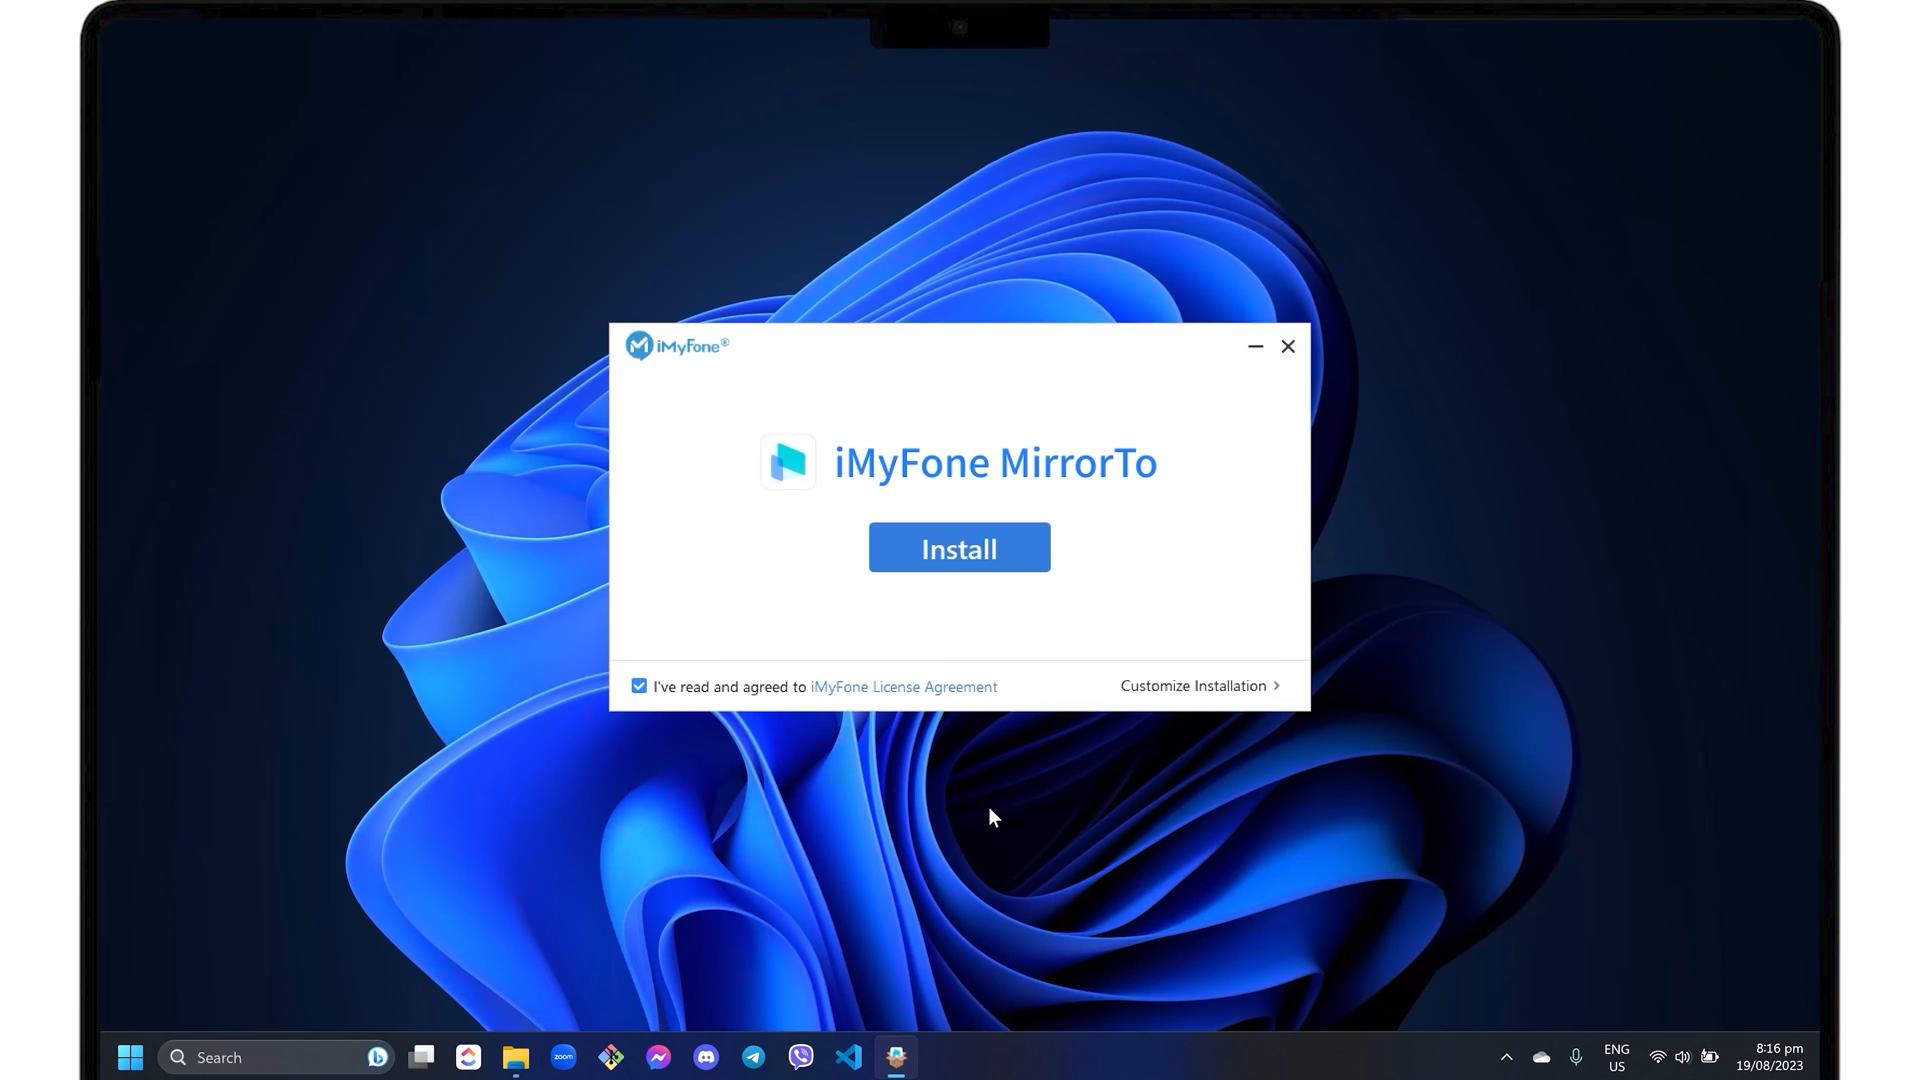 iMyFone®
iMyFone MirrorTo
Install
I've read and agreed to iMyFone License Agreement
Customize Installation >
Search
zoom
ENG
US
8:16 pm
19/08/2023